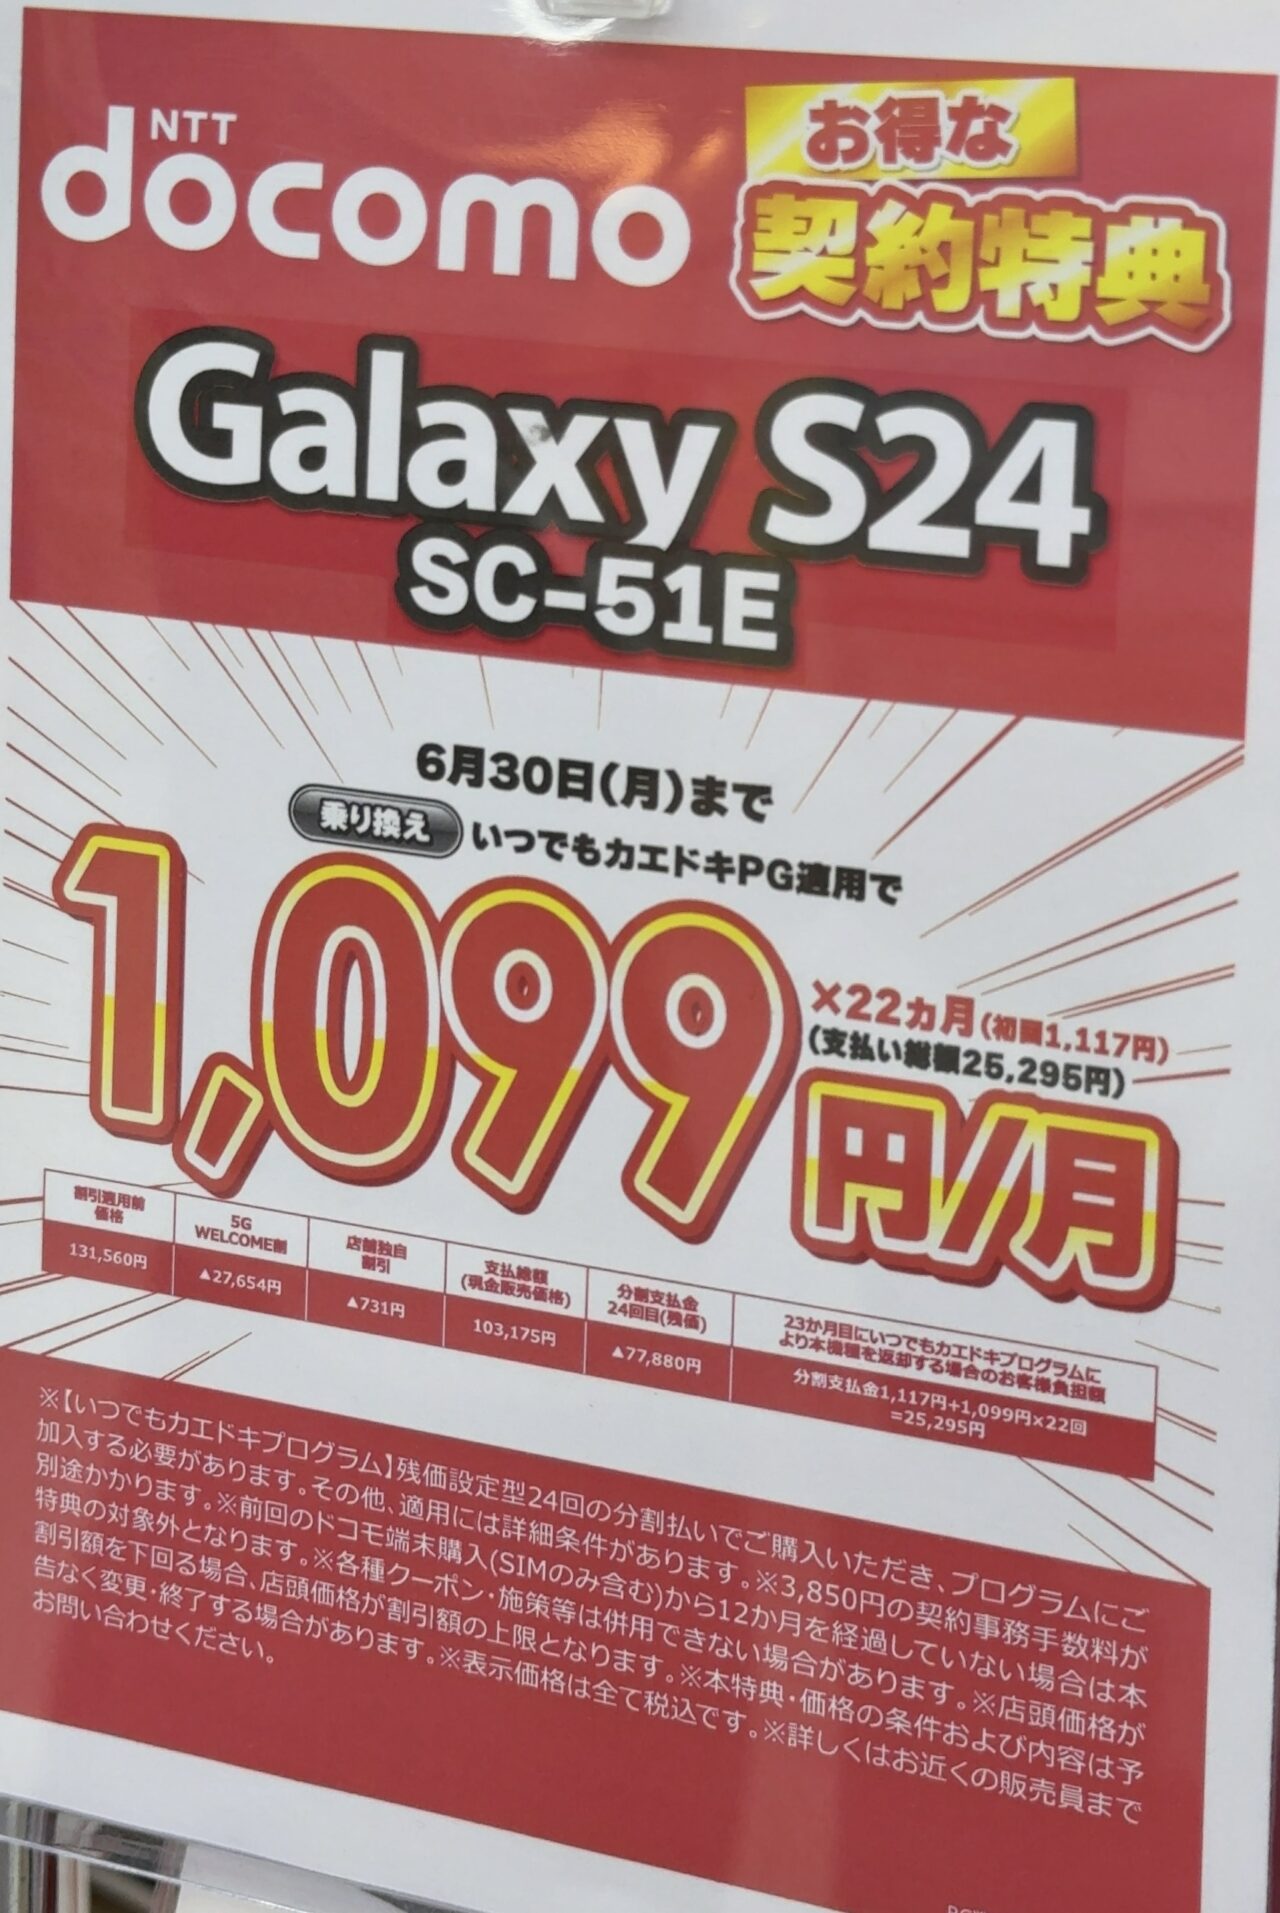 NTT docomo
お得な
契約特典
Galaxy S24
SC-51E
6月30日(月)まで
乗り換え いつでもカエドキPG適用で
1,099円/月
×22カ月(初回1,117円)
(支払い総額25,295円)
割引適用前価格 5G WELCOME割 店舗独自割引 支払総額(現金販売価格) 分割支払金24回目(残価) 23か月目にいつでもカエドキプログラムにより本機種を返却する場合のお客様負担額
131,560円 ▲27,654円 ▲731円 103,175円 ▲77,880円 分割支払金1,117円+1,099円×22回=25,295円
※【いつでもカエドキプログラム】残価設定型24回の分割払いでご購入いただき、プログラムにご
加入する必要があります。その他、適用には詳細条件があります。※3,850円の契約事務手数料が
別途かかります。※前回のドコモ端末購入(SIMのみ含む)から12か月を経過していない場合は本
特典の対象外となります。※各種クーポン・施策等は併用できない場合があります。※店頭価格が
割引額を下回る場合、店頭価格が割引額の上限となります。※本特典・価格の条件および内容は予
告なく変更・終了する場合があります。※表示価格は全て税込です。※詳しくはお近くの販売員まで
お問い合わせください。